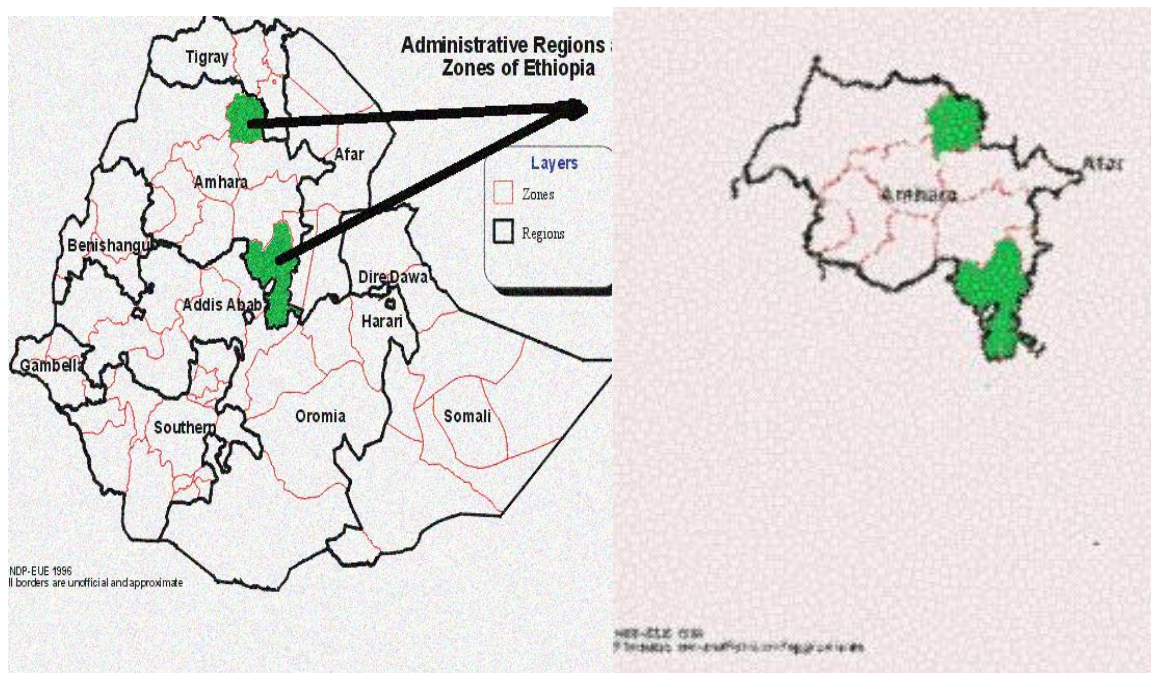 Administrative Regions a
Zones of Ethiopia
Tigray
Afar
Layers
Zones
Regions
Amhara
Benishangu
Dire Dawa
Addis Abab
Harari
Gambella
Oromia
Somali
Southern
NDP-EUE 1996
ll borders are unofficial and approximate
Afar
Amhara